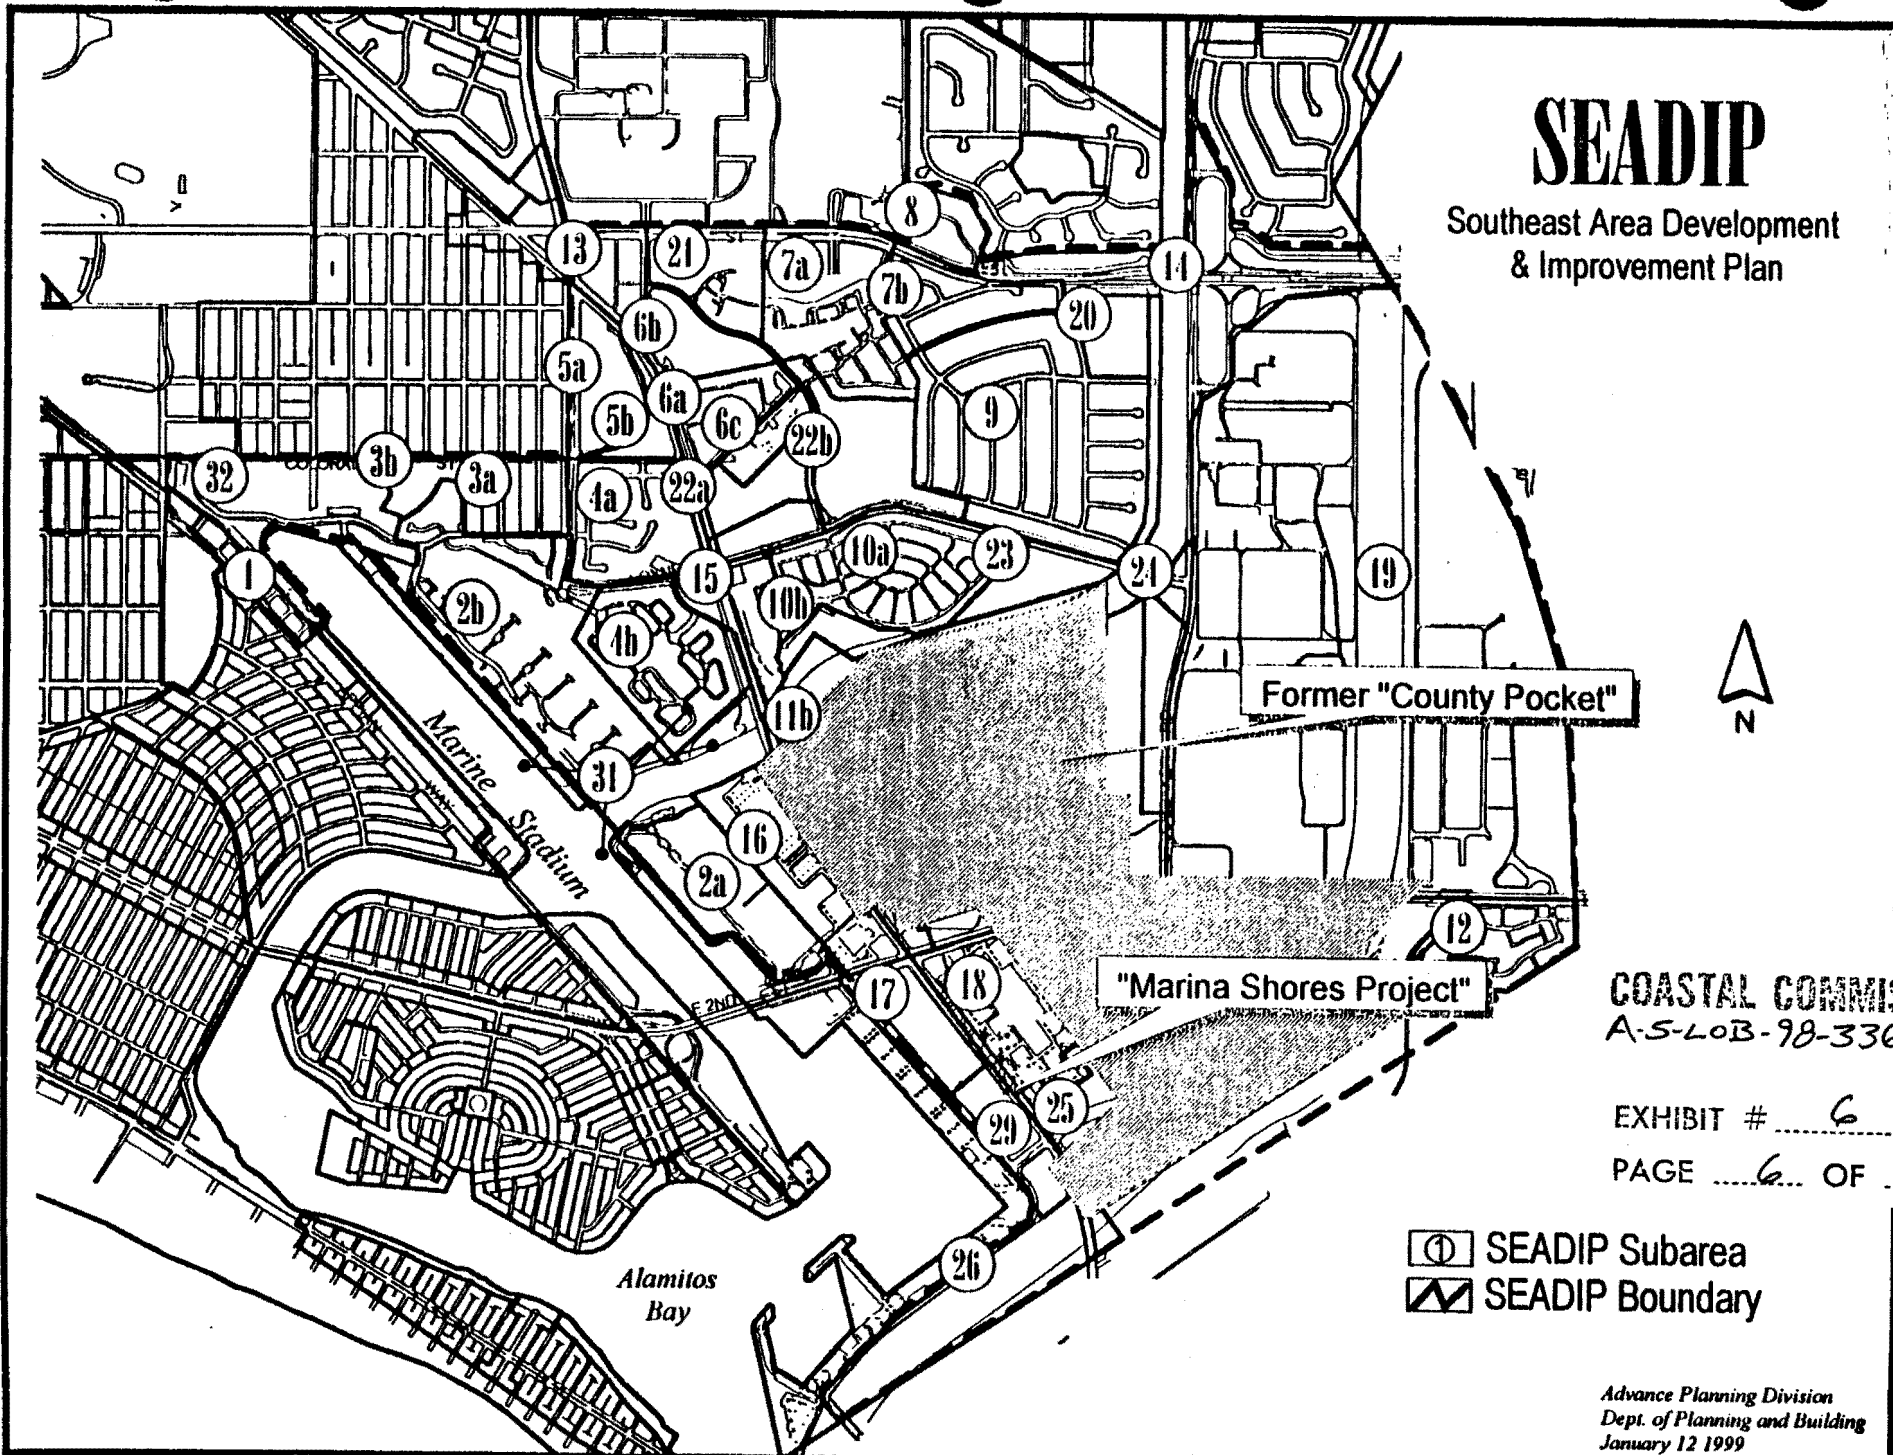 SEADIP
Southeast Area Development
& Improvement Plan
8
13
21
7a
14
7b
20
6b
5a
6a
5b
6c
9
22b
32
3b
3a
4a
22a
15
10a
23
24
19
1
2b
10b
4b
Former "County Pocket"
N
11b
Marine
Stadium
31
16
2a
12
E 2ND ST
17
18
"Marina Shores Project"
COASTAL COMMIS
A-5-LOB-98-336
25
29
EXHIBIT # 6
PAGE 6 OF
26
Alamitos
Bay
1 SEADIP Subarea
SEADIP Boundary
Advance Planning Division
Dept. of Planning and Building
January 12 1999